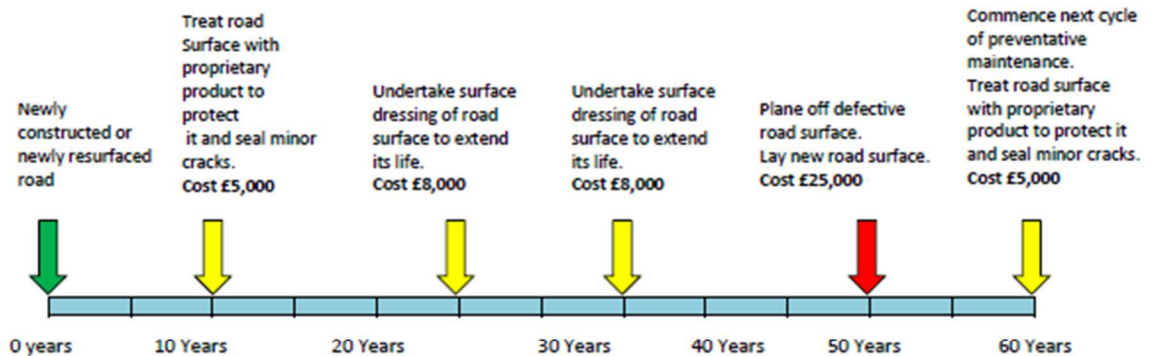 Newly
constructed or
newly resurfaced
road
Treat road
Surface with
proprietary
product to
protect
it and seal minor
cracks.
Cost £5,000
Undertake surface
dressing of road
surface to extend
its life.
Cost £8,000
Undertake surface
dressing of road
surface to extend
its life.
Cost £8,000
Plane off defective
road surface.
Lay new road surface.
Cost £25,000
Commence next cycle
of preventative
maintenance.
Treat road surface
with proprietary
product to protect it
and seal minor cracks.
Cost £5,000
0 years 10 Years 20 Years 30 Years 40 Years 50 Years 60 Years